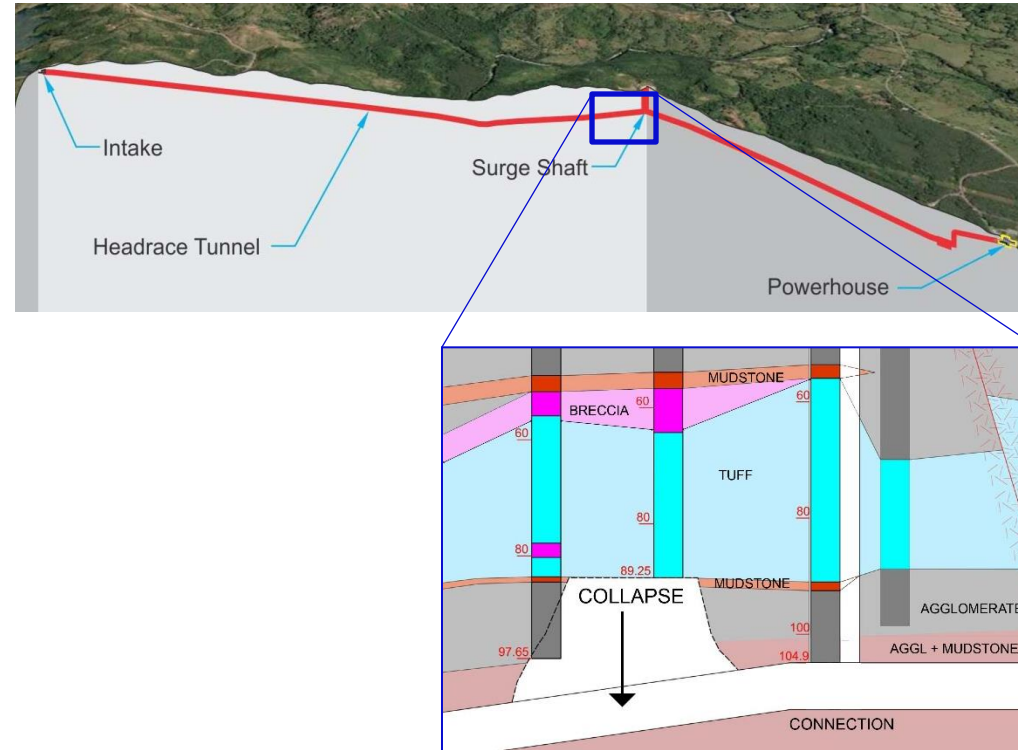 Intake
Surge Shaft
Headrace Tunnel
Powerhouse
MUDSTONE
60
60
BRECCIA
60
TUFF
80
80
80
89.25
MUDSTONE
COLLAPSE
AGGLOMERATE
100
AGGL + MUDSTONE
97.65
104.9
CONNECTION